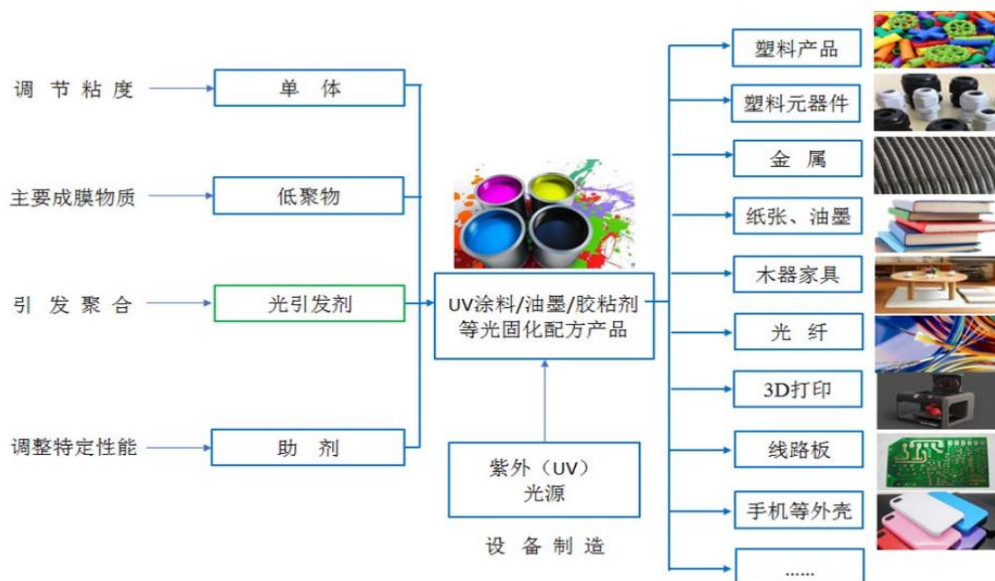 调节粘度
单体
主要成膜物质
低聚物
引发聚合
光引发剂
调整特定性能
助剂
UV涂料/油墨/胶粘剂
等光固化配方产品
紫外（UV）
光源
设备制造
塑料产品
塑料元器件
金属
纸张、油墨
木器家具
光纤
3D打印
线路板
手机等外壳
......